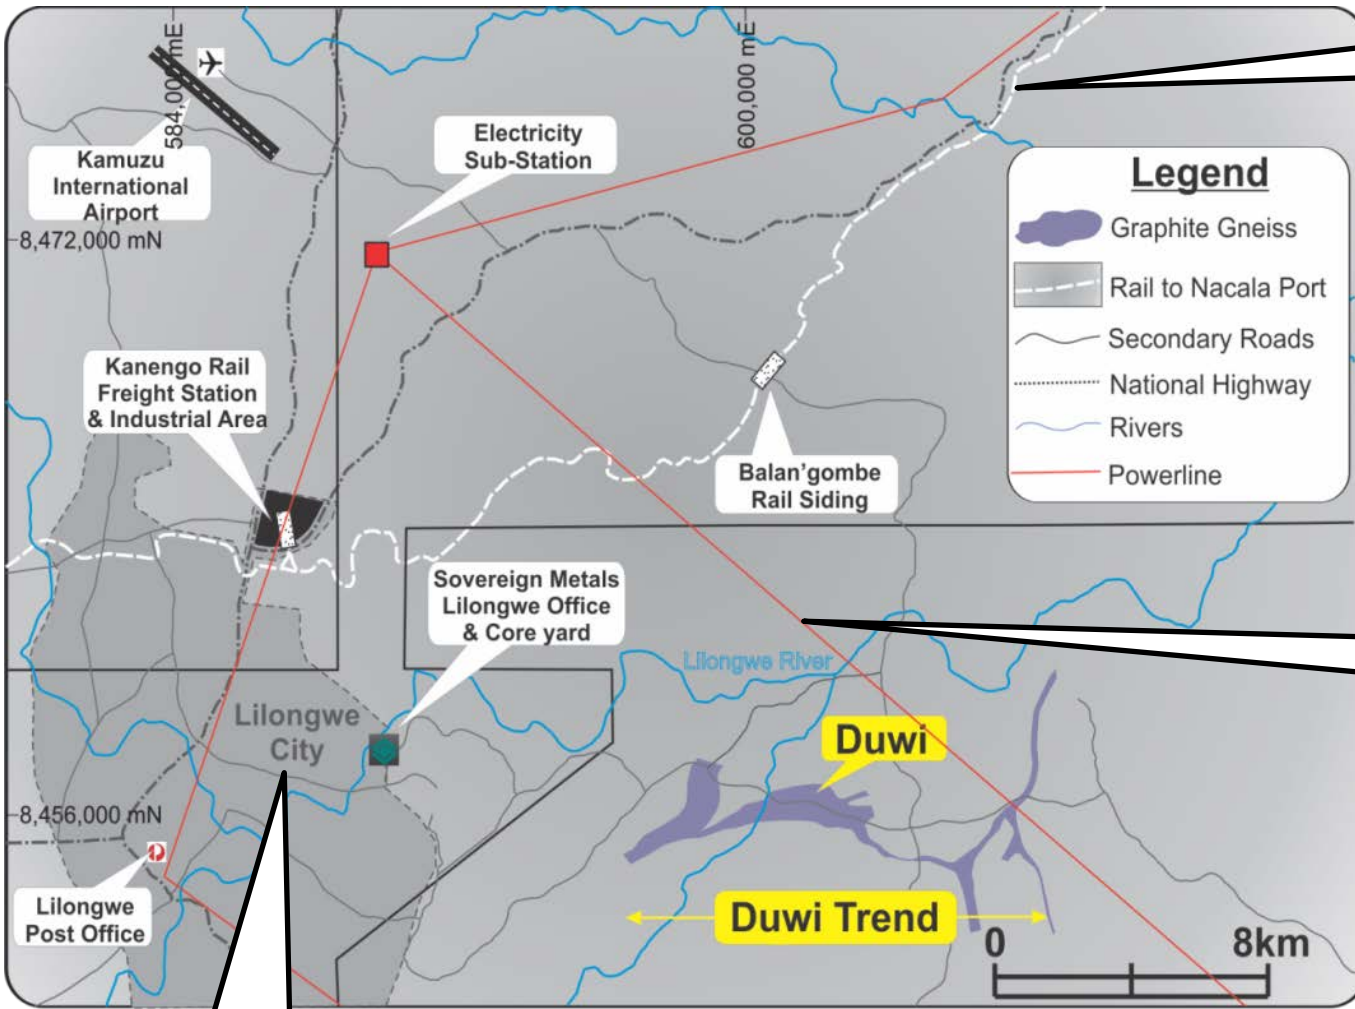 584,000 mE
600,000 mE
Kamuzu
International
Airport
Electricity
Sub-Station
8,472,000 mN
Legend
Graphite Gneiss
Rail to Nacala Port
Secondary Roads
National Highway
Rivers
Powerline
Kanengo Rail
Freight Station
& Industrial Area
Balan'gombe
Rail Siding
Sovereign Metals
Lilongwe Office
& Core yard
Lilongwe River
Lilongwe
City
Duwi
8,456,000 mN
Lilongwe
Post Office
Duwi Trend
0
8km